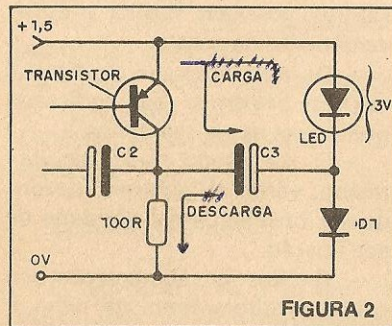 +1,5
TRANSISTOR
CARGA
LED
3V
C2
C3
100R
DESCARGA
D1
0V
FIGURA 2